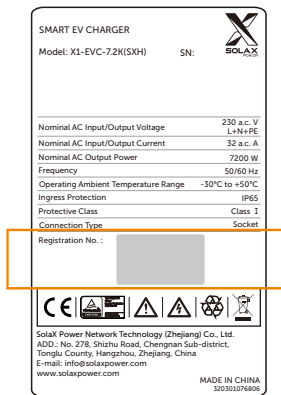 SMART EV CHARGER
SOLAX
POWER
Model: X1-EVC-7.2K(SXH) SN:
Nominal AC Input/Output Voltage 230 a.c. V
L+N+PE
Nominal AC Input/Output Current 32 a.c. A
Nominal AC Output Power 7200 W
Frequency 50/60 Hz
Operating Ambient Temperature Range -30°C to +50°C
Ingress Protection IP65
Protective Class Class I
Connection Type Socket
Registration No. :
CE
SolaX Power Network Technology (Zhejiang) Co., Ltd.
ADD.: No. 278, Shizhu Road, Chengnan Sub-district,
Tonglu County, Hangzhou, Zhejiang, China
E-mail: info@solaxpower.com
www.solaxpower.com
MADE IN CHINA
320301076806